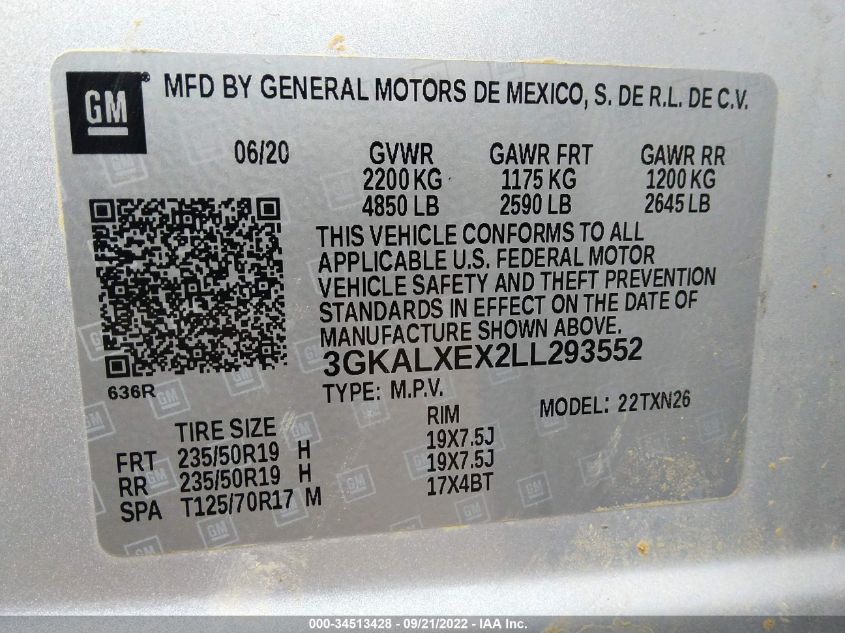 GM® MFD BY GENERAL MOTORS DE MEXICO, S. DE R.L. DE C.V.
06/20 GVWR GAWR FRT GAWR RR
2200 KG 1175 KG 1200 KG
4850 LB 2590 LB 2645 LB
THIS VEHICLE CONFORMS TO ALL
APPLICABLE U.S. FEDERAL MOTOR
VEHICLE SAFETY AND THEFT PREVENTION
STANDARDS IN EFFECT ON THE DATE OF
MANUFACTURE SHOWN ABOVE.
3GKALXEX2LL293552
636R
TYPE: M.P.V. MODEL: 22TXN26
TIRE SIZE RIM
FRT 235/50R19 H 19X7.5J
RR 235/50R19 H 19X7.5J
SPA T125/70R17 M 17X4BT
000-34513428 - 09/21/2022 - IAA Inc.